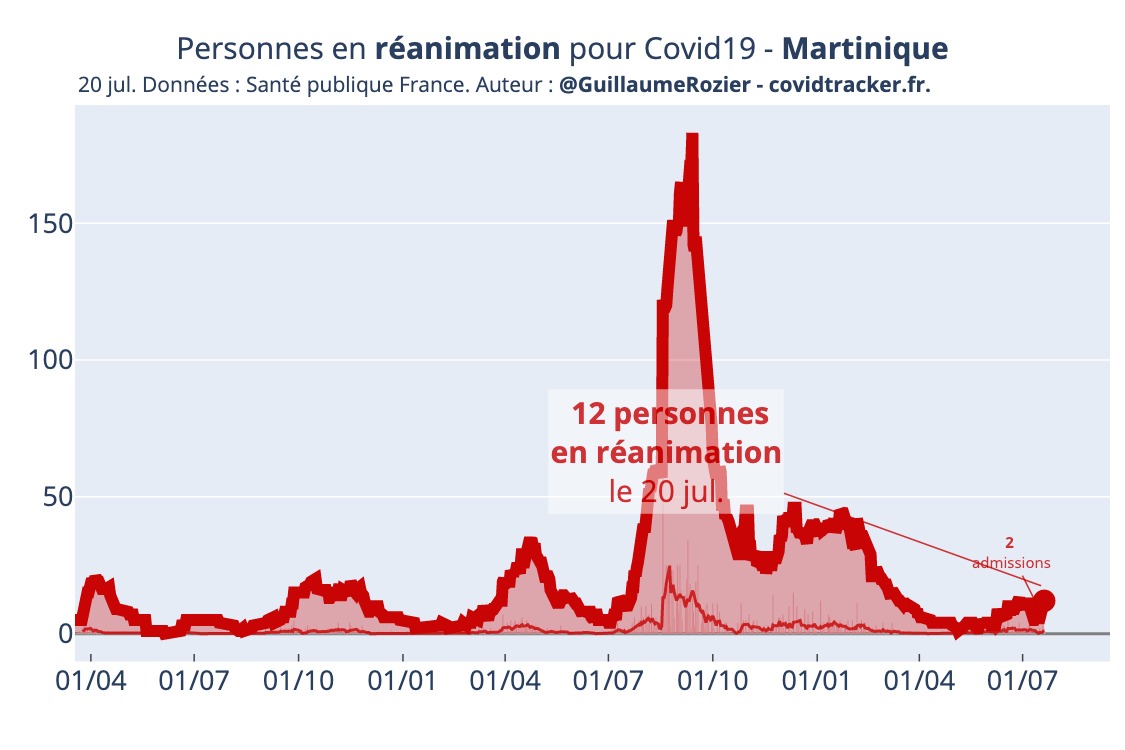 Personnes en réanimation pour Covid19 - Martinique
20 jul. Données : Santé publique France. Auteur : @GuillaumeRozier - covidtracker.fr.
150
100
50
0
12 personnes
en réanimation
le 20 jul.
2
admissions
01/04 01/07 01/10 01/01 01/04 01/07 01/10 01/01 01/04 01/07